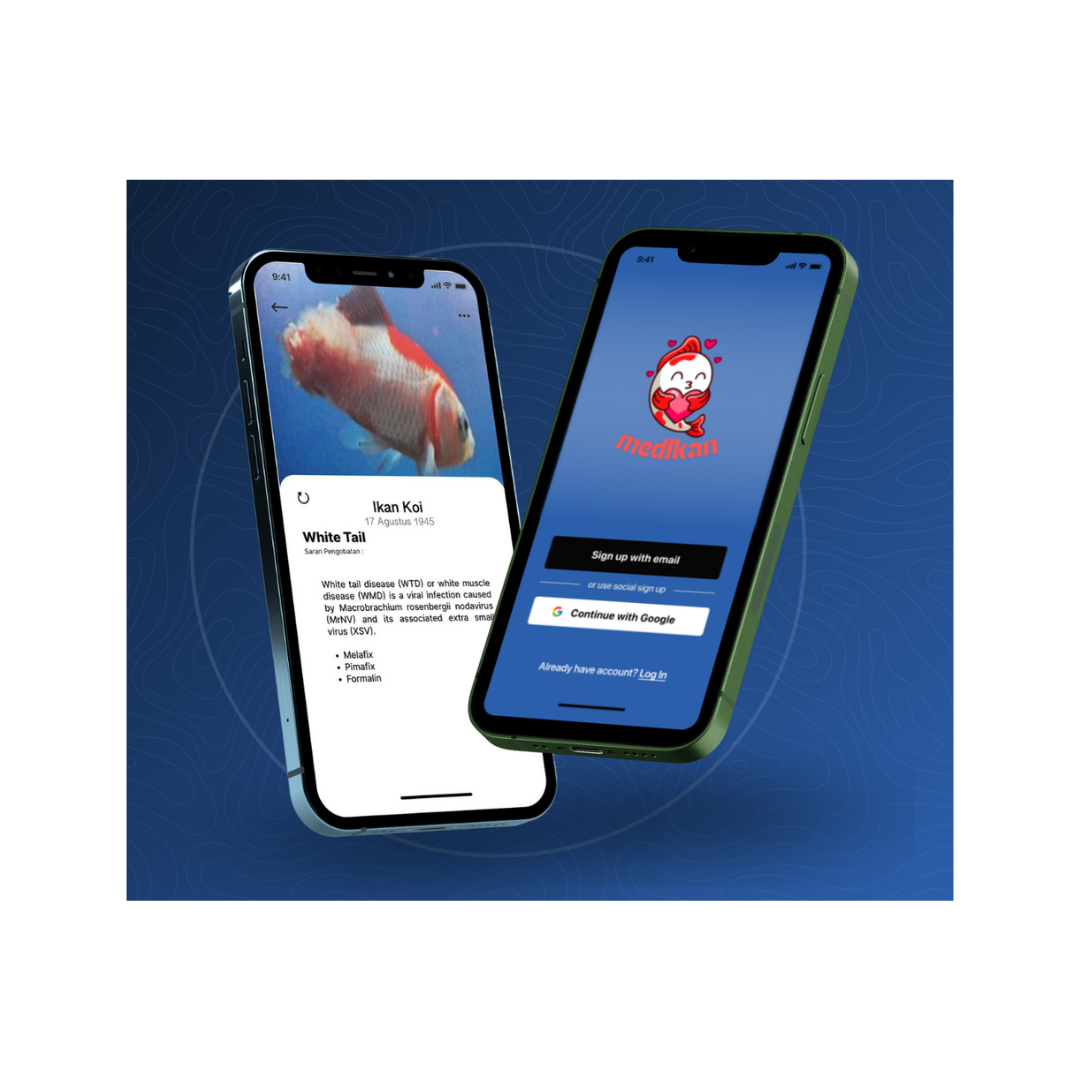 9:41
Ikan Koi
17 Agustus 1945
White Tail
Saran Pengobatan :
White tail disease (WTD) or white muscle
disease (WMD) is a viral infection caused
by Macrobrachium rosenbergii nodavirus
(MrNV) and its associated extra small
virus (XSV).
• Melafix
• Pimafix
• Formalin
9:41
medIkan
Sign up with email
or use social sign up
G Continue with Google
Already have account? Log In